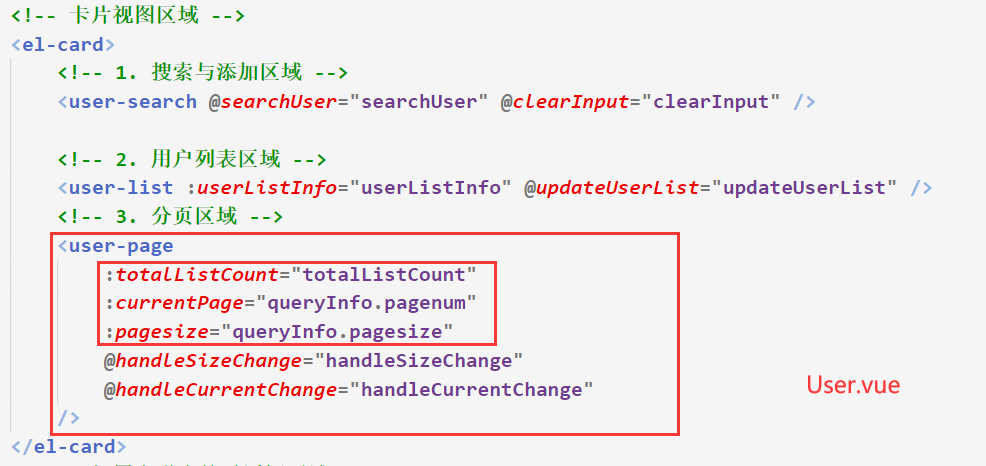 <!-- 卡片视图区域 -->
<el-card>
<!-- 1. 搜索与添加区域 -->
<user-search @searchUser="searchUser" @clearInput="clearInput" />
<!-- 2. 用户列表区域 -->
<user-list :userListInfo="userListInfo" @updateUserList="updateUserList" />
<!-- 3. 分页区域 -->
<user-page
:totalListCount="totalListCount"
:currentPage="queryInfo.pagenum"
:pagesize="queryInfo.pagesize"
@handleSizeChange="handleSizeChange"
@handleCurrentChange="handleCurrentChange"
User.vue
/>
</el-card>